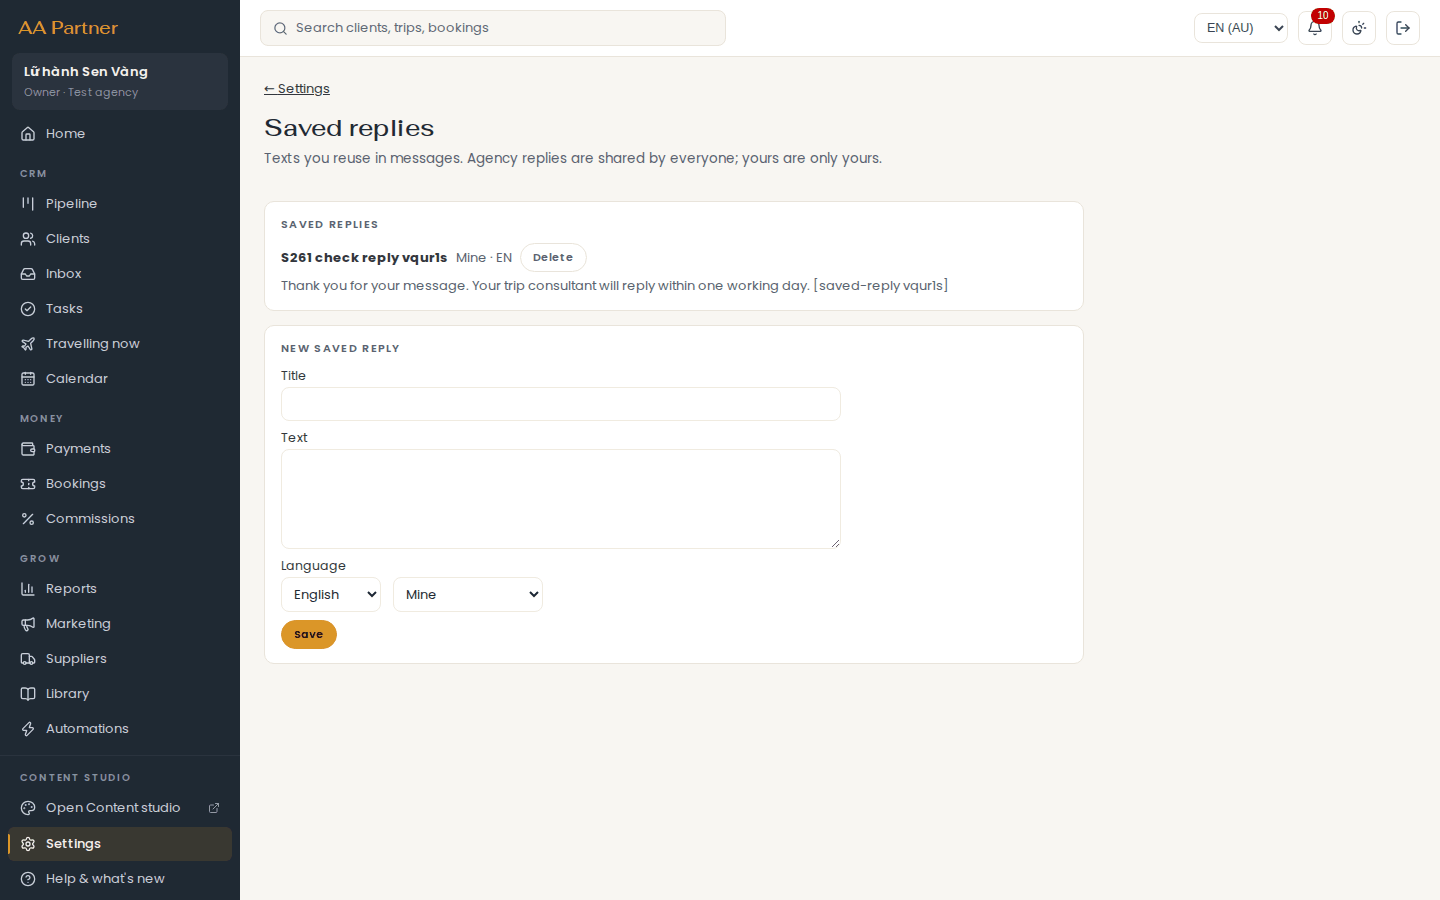 AA Partner
Lữ hành Sen Vàng
Owner · Test agency
Home
CRM
Pipeline
Clients
Inbox
Tasks
Travelling now
Calendar
MONEY
Payments
Bookings
Commissions
GROW
Reports
Marketing
Suppliers
Library
Automations
CONTENT STUDIO
Open Content studio
Settings
Help & what's new
Search clients, trips, bookings
EN (AU)
10
← Settings
Saved replies
Texts you reuse in messages. Agency replies are shared by everyone; yours are only yours.
SAVED REPLIES
S261 check reply vqur1s Mine · EN Delete
Thank you for your message. Your trip consultant will reply within one working day. [saved-reply vqur1s]
NEW SAVED REPLY
Title
Text
Language
English Mine
Save